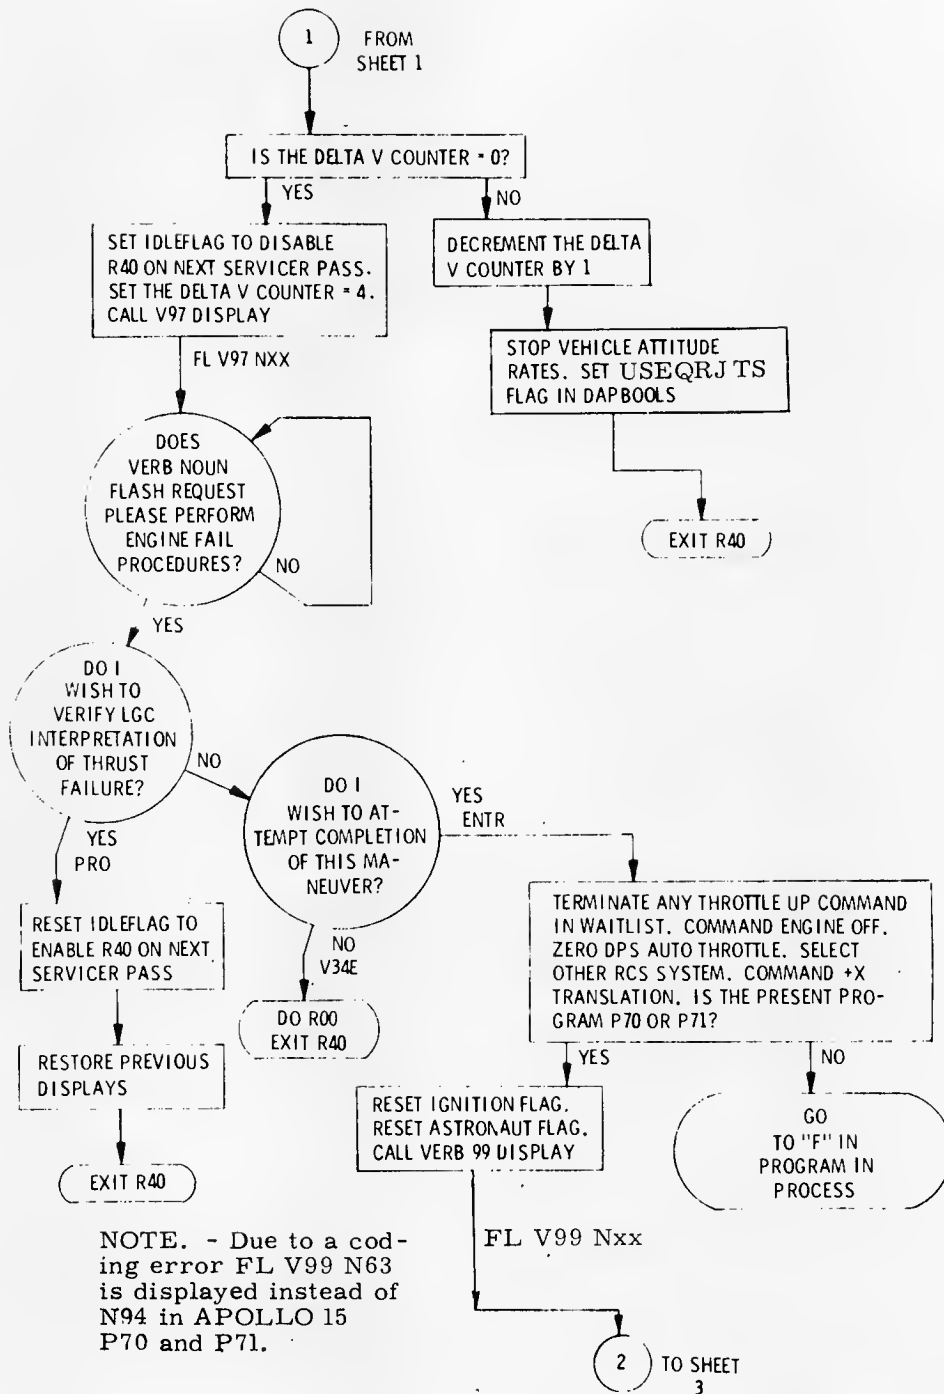 1
FROM
SHEET 1
IS THE DELTA V COUNTER = 0?
YES
NO
SET IDLEFLAG TO DISABLE
R40 ON NEXT SERVICER PASS.
SET THE DELTA V COUNTER = 4.
CALL V97 DISPLAY
DECREMENT THE DELTA
V COUNTER BY 1
STOP VEHICLE ATTITUDE
RATES. SET USEQRJTS
FLAG IN DAPBOOLS
EXIT R40
FL V97 NXX
DOES
VERB NOUN
FLASH REQUEST
PLEASE PERFORM
ENGINE FAIL
PROCEDURES?
NO
YES
DO I
WISH TO
VERIFY LGC
INTERPRETATION
OF THRUST
FAILURE?
NO
YES
PRO
DO I
WISH TO AT-
TEMPT COMPLETION
OF THIS MA-
NEUVER?
YES
ENTR
NO
V34E
RESET IDLEFLAG TO
ENABLE R40 ON NEXT
SERVICER PASS
DO R00
EXIT R40
RESTORE PREVIOUS
DISPLAYS
EXIT R40
TERMINATE ANY THROTTLE UP COMMAND
IN WAITLIST. COMMAND ENGINE OFF.
ZERO DPS AUTO THROTTLE. SELECT
OTHER RCS SYSTEM. COMMAND +X
TRANSLATION. IS THE PRESENT PRO-
GRAM P70 OR P71?
YES
NO
RESET IGNITION FLAG.
RESET ASTRONAUT FLAG.
CALL VERB 99 DISPLAY
GO
TO "F" IN
PROGRAM IN
PROCESS
FL V99 Nxx
NOTE. - Due to a cod-
ing error FL V99 N63
is displayed instead of
N94 in APOLLO 15
P70 and P71.
2
TO SHEET
3